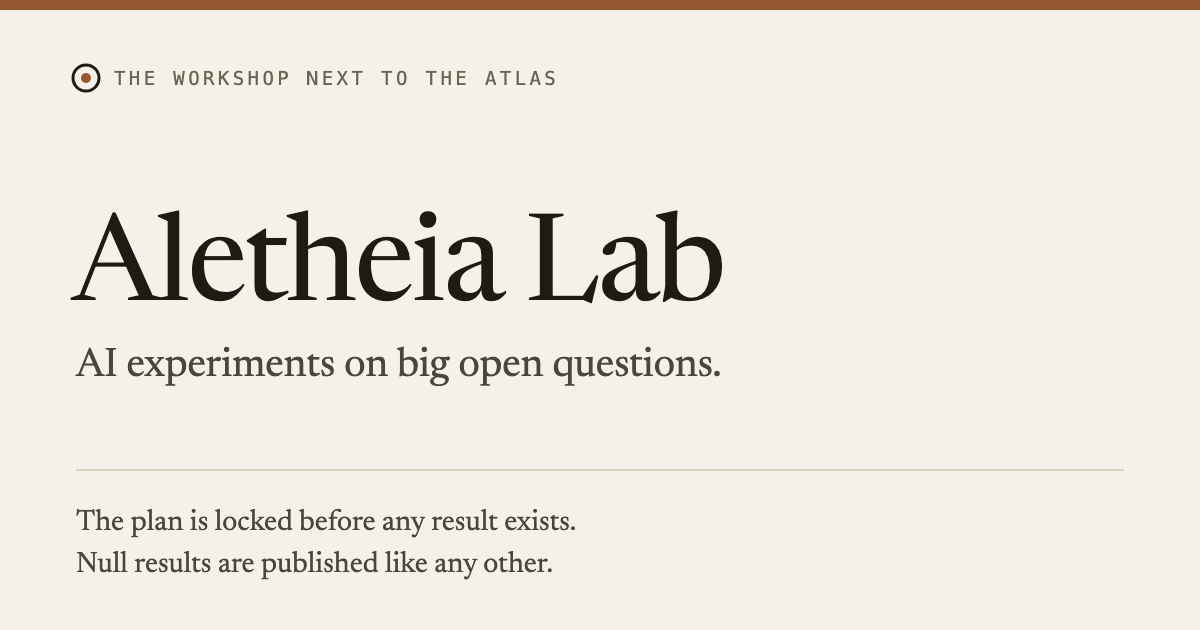 THE WORKSHOP NEXT TO THE ATLAS
Aletheia Lab
AI experiments on big open questions.
The plan is locked before any result exists.
Null results are published like any other.